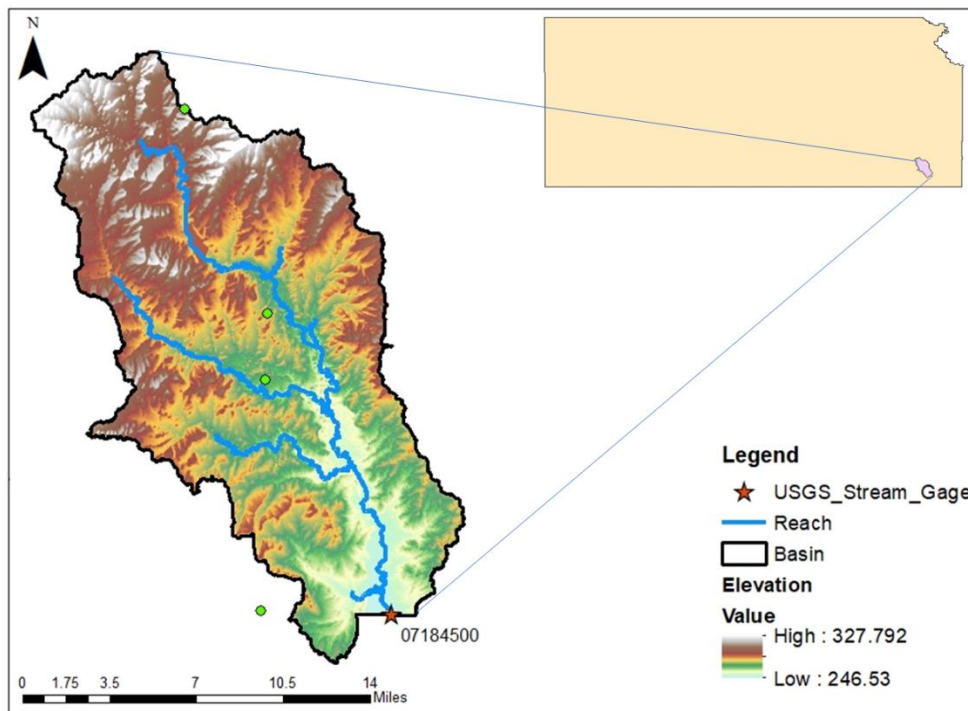 N
07184500
0 1.75 3.5 7 10.5 14
Miles
Legend
USGS_Stream_Gage
Reach
Basin
Elevation
Value
High : 327.792
Low : 246.53